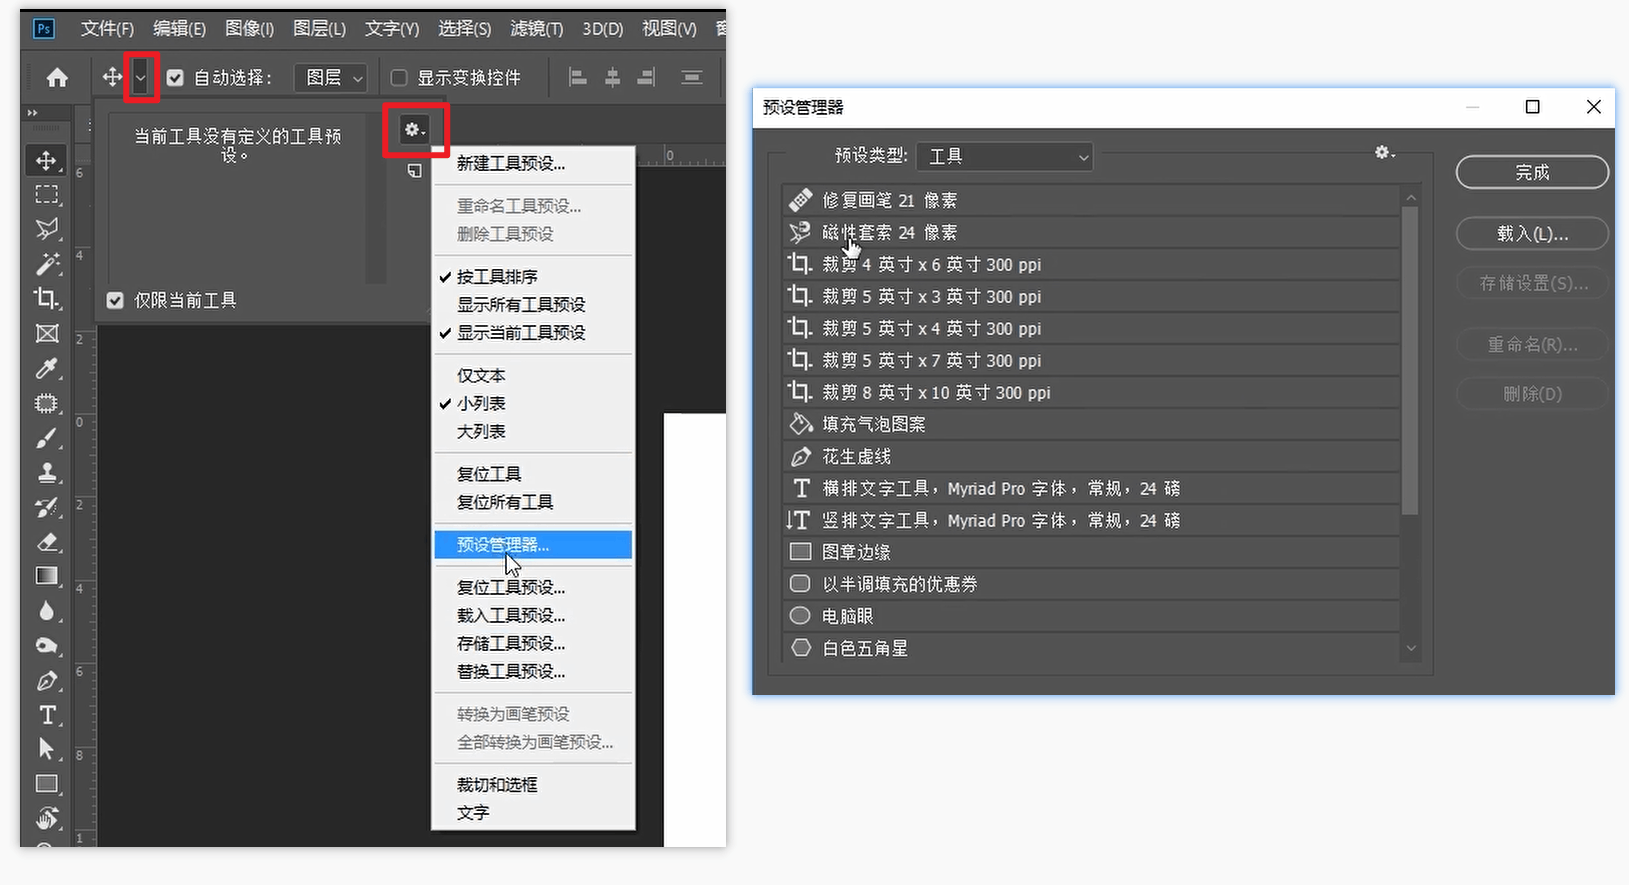 Ps 文件(F) 编辑(E) 图像(I) 图层(L) 文字(Y) 选择(S) 滤镜(T) 3D(D) 视图(V)
自动选择: 图层 显示变换控件
当前工具没有定义的工具预
设。
仅限当前工具
新建工具预设...
重命名工具预设...
删除工具预设
按工具排序
显示所有工具预设
显示当前工具预设
仅文本
小列表
大列表
复位工具
复位所有工具
预设管理器...
复位工具预设...
载入工具预设...
存储工具预设...
替换工具预设...
转换为画笔预设
全部转换为画笔预设...
裁切和选框
文字
0
6
4
2
0
2
4
6
8
1
预设管理器
预设类型: 工具
修复画笔 21 像素
磁性套索 24 像素
裁剪 4 英寸 x 6 英寸 300 ppi
裁剪 5 英寸 x 3 英寸 300 ppi
裁剪 5 英寸 x 4 英寸 300 ppi
裁剪 5 英寸 x 7 英寸 300 ppi
裁剪 8 英寸 x 10 英寸 300 ppi
填充气泡图案
花生虚线
横排文字工具，Myriad Pro 字体，常规，24 磅
竖排文字工具，Myriad Pro 字体，常规，24 磅
图章边缘
以半调填充的优惠券
电脑眼
白色五角星
完成
载入(L)...
存储设置(S)...
重命名(R)...
删除(D)